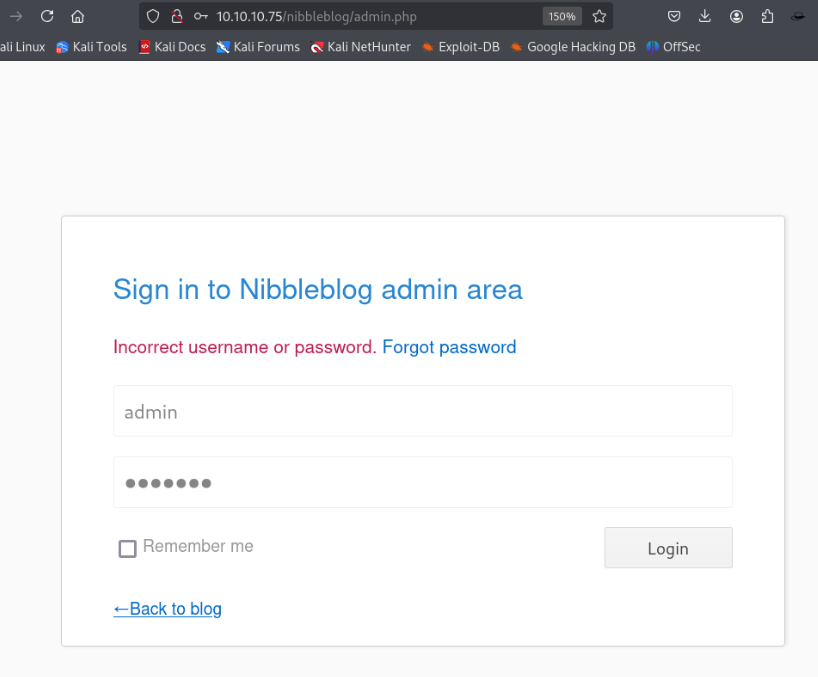 10.10.10.75/nibbleblog/admin.php 150%
ali Linux Kali Tools Kali Docs Kali Forums Kali NetHunter Exploit-DB Google Hacking DB OffSec
Sign in to Nibbleblog admin area
Incorrect username or password. Forgot password
admin
●●●●●●●
Remember me Login
←Back to blog